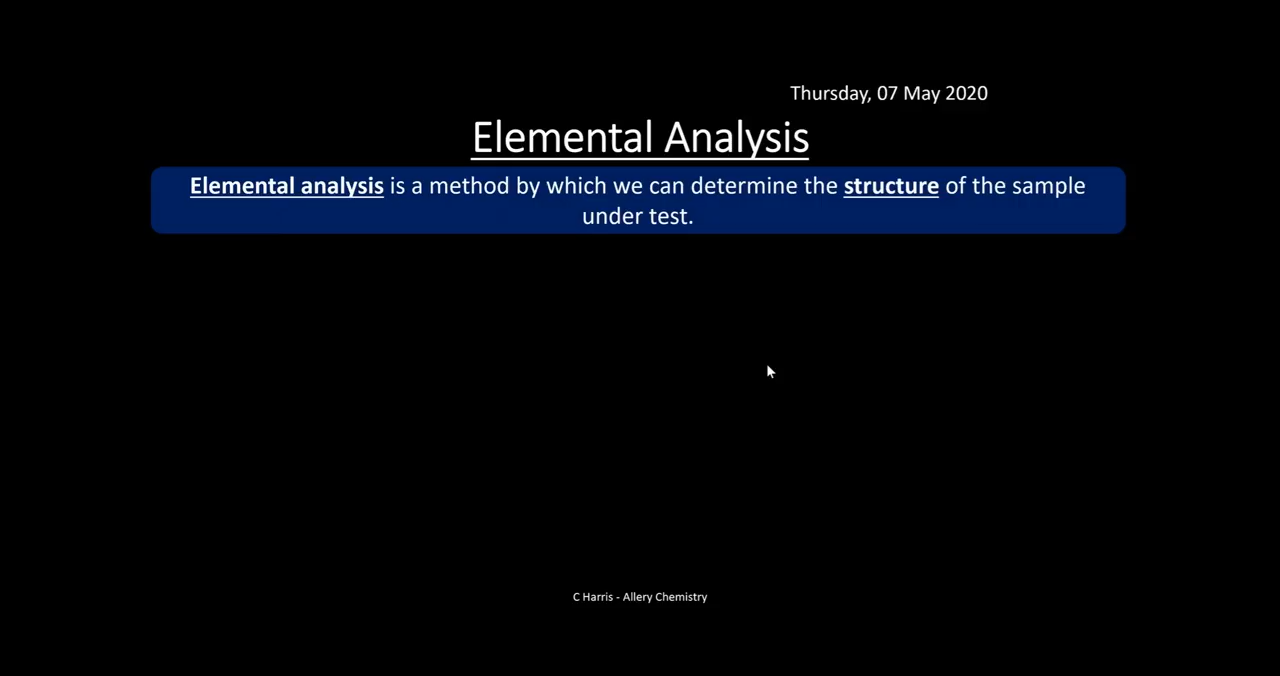 Thursday, 07 May 2020
Elemental Analysis
Elemental analysis is a method by which we can determine the structure of the sample
under test.
C Harris - Allery Chemistry